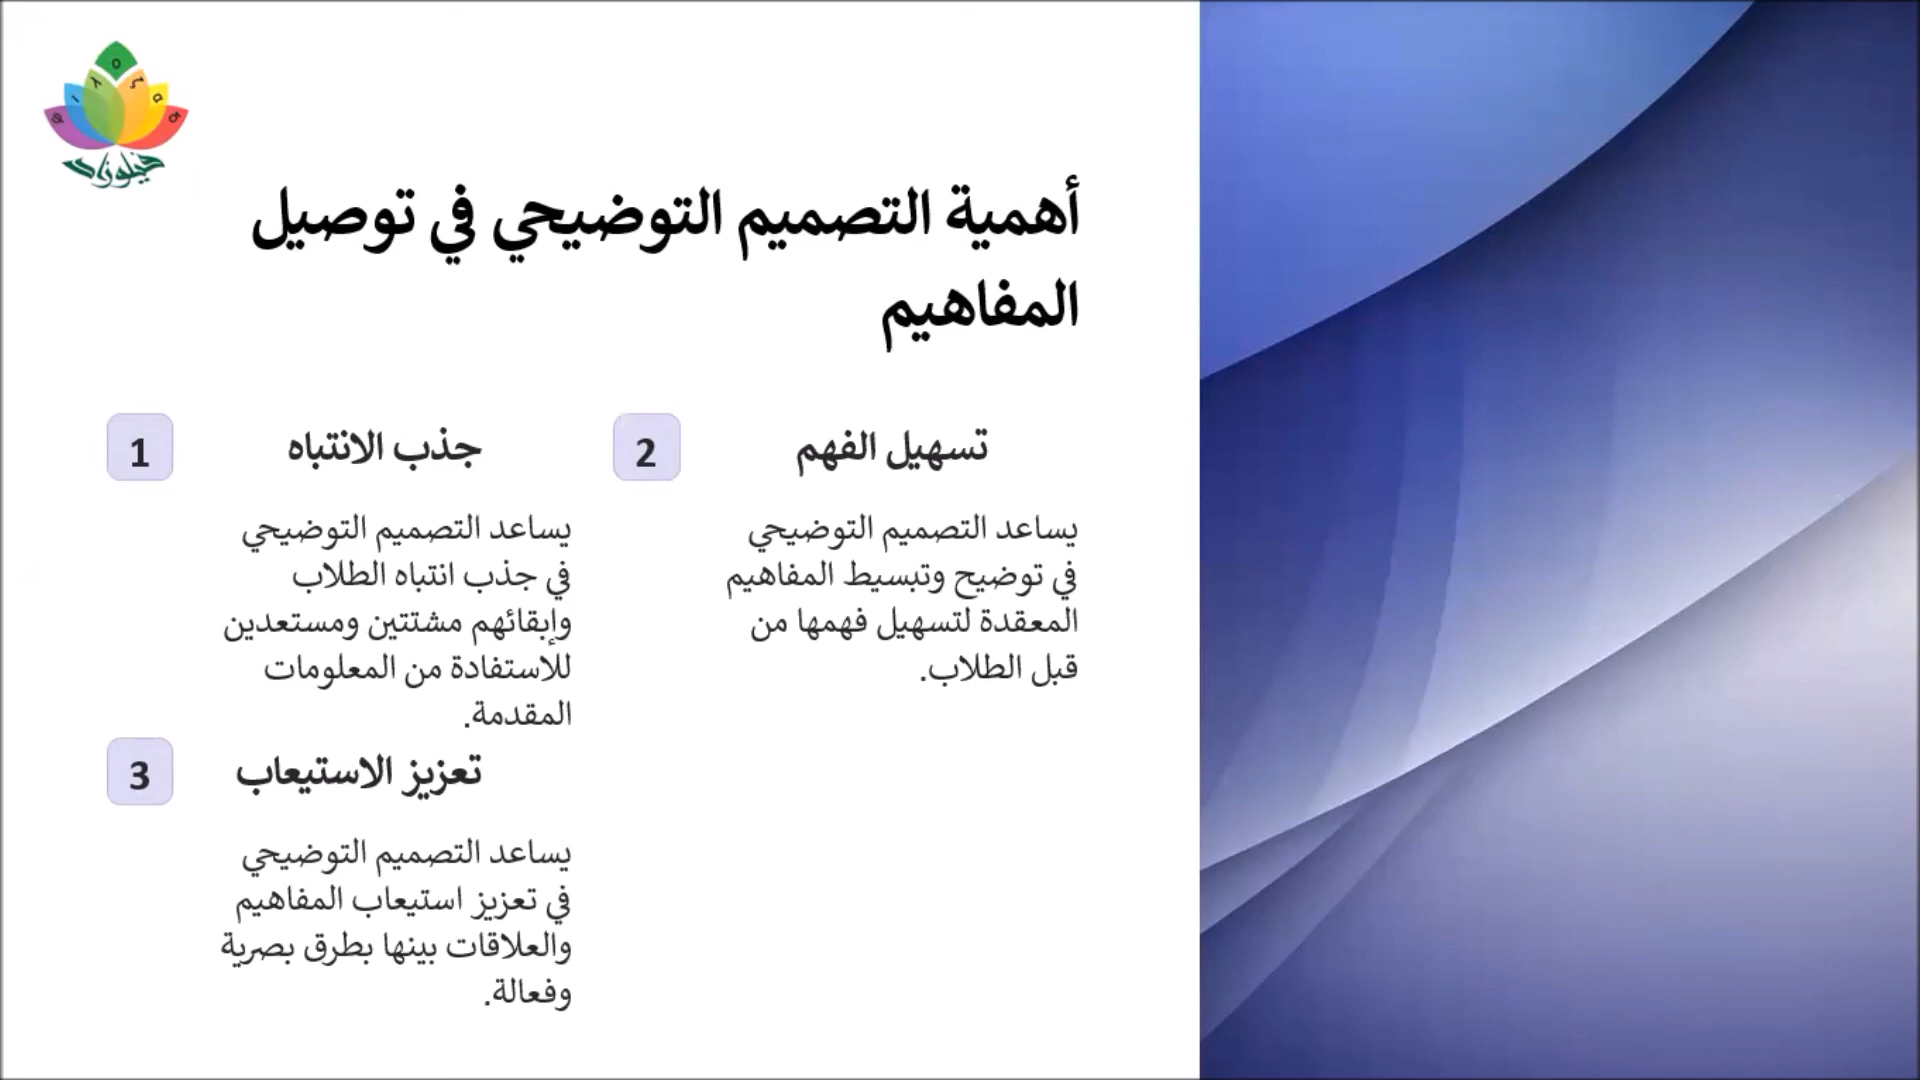 أهمية التصميم التوضيحي في توصيل
المفاهيم
1
جذب الانتباه
يساعد التصميم التوضيحي
في جذب انتباه الطلاب
وإبقائهم مشتتين ومستعدين
للاستفادة من المعلومات
المقدمة.
2
تسهيل الفهم
يساعد التصميم التوضيحي
في توضيح وتبسيط المفاهيم
المعقدة لتسهيل فهمها من
قبل الطلاب.
3
تعزيز الاستيعاب
يساعد التصميم التوضيحي
في تعزيز استيعاب المفاهيم
والعلاقات بينها بطرق بصرية
وفعالة.